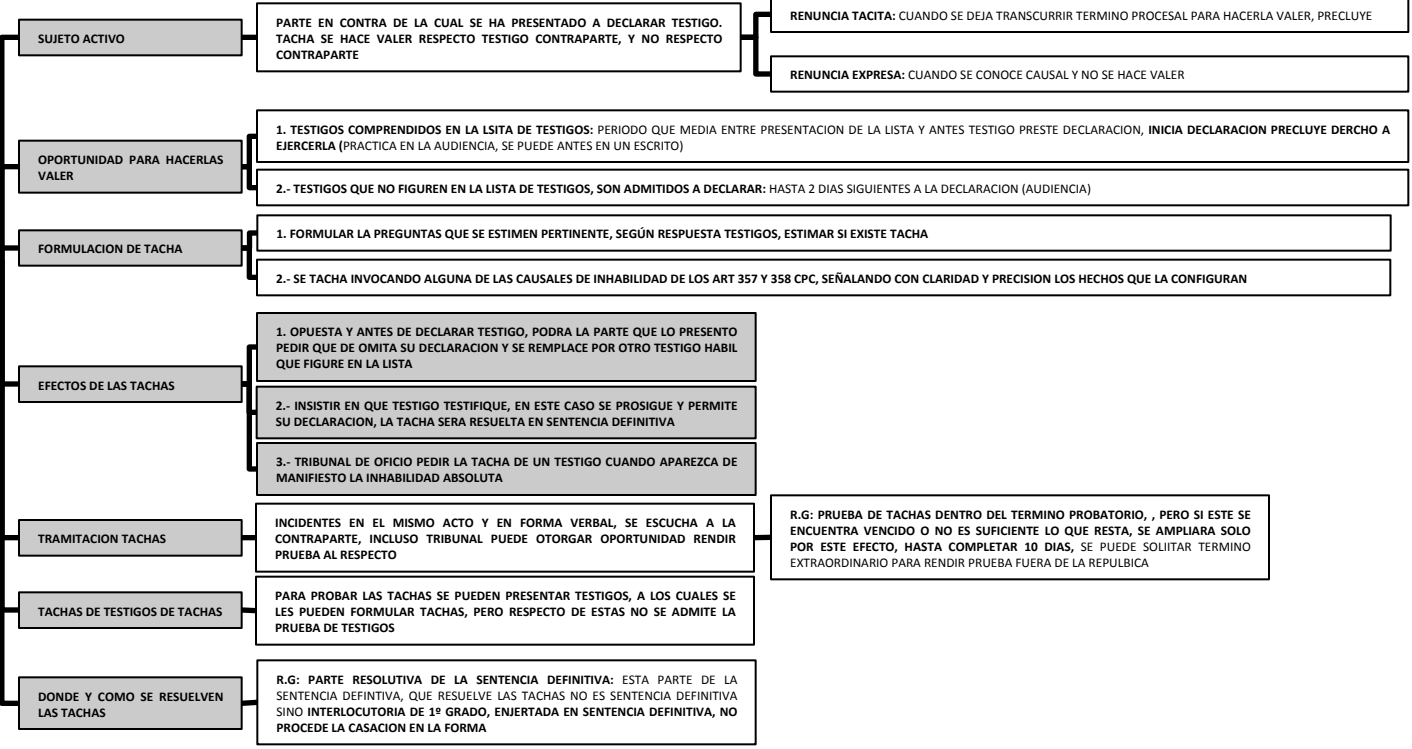 SUJETO ACTIVO
PARTE EN CONTRA DE LA CUAL SE HA PRESENTADO A DECLARAR TESTIGO.
TACHA SE HACE VALER RESPECTO TESTIGO CONTRAPARTE, Y NO RESPECTO
CONTRAPARTE
RENUNCIA TACITA: CUANDO SE DEJA TRANSCURRIR TERMINO PROCESAL PARA HACERLA VALER, PRECLUYE
RENUNCIA EXPRESA: CUANDO SE CONOCE CAUSAL Y NO SE HACE VALER
OPORTUNIDAD PARA HACERLAS
VALER
1. TESTIGOS COMPRENDIDOS EN LA LSITA DE TESTIGOS: PERIODO QUE MEDIA ENTRE PRESENTACION DE LA LISTA Y ANTES TESTIGO PRESTE DECLARACION, INICIA DECLARACION PRECLUYE DERCHO A
EJERCERLA (PRACTICA EN LA AUDIENCIA, SE PUEDE ANTES EN UN ESCRITO)
2.- TESTIGOS QUE NO FIGUREN EN LA LISTA DE TESTIGOS, SON ADMITIDOS A DECLARAR: HASTA 2 DIAS SIGUIENTES A LA DECLARACION (AUDIENCIA)
FORMULACION DE TACHA
1. FORMULAR LA PREGUNTAS QUE SE ESTIMEN PERTINENTE, SEGÚN RESPUESTA TESTIGOS, ESTIMAR SI EXISTE TACHA
2.- SE TACHA INVOCANDO ALGUNA DE LAS CAUSALES DE INHABILIDAD DE LOS ART 357 Y 358 CPC, SEÑALANDO CON CLARIDAD Y PRECISION LOS HECHOS QUE LA CONFIGURAN
EFECTOS DE LAS TACHAS
1. OPUESTA Y ANTES DE DECLARAR TESTIGO, PODRA LA PARTE QUE LO PRESENTO
PEDIR QUE DE OMITA SU DECLARACION Y SE REMPLACE POR OTRO TESTIGO HABIL
QUE FIGURE EN LA LISTA
2.- INSISTIR EN QUE TESTIGO TESTIFIQUE, EN ESTE CASO SE PROSIGUE Y PERMITE
SU DECLARACION, LA TACHA SERA RESUELTA EN SENTENCIA DEFINITIVA
3.- TRIBUNAL DE OFICIO PEDIR LA TACHA DE UN TESTIGO CUANDO APAREZCA DE
MANIFIESTO LA INHABILIDAD ABSOLUTA
TRAMITACION TACHAS
INCIDENTES EN EL MISMO ACTO Y EN FORMA VERBAL, SE ESCUCHA A LA
CONTRAPARTE, INCLUSO TRIBUNAL PUEDE OTORGAR OPORTUNIDAD RENDIR
PRUEBA AL RESPECTO
R.G: PRUEBA DE TACHAS DENTRO DEL TERMINO PROBATORIO, , PERO SI ESTE SE
ENCUENTRA VENCIDO O NO ES SUFICIENTE LO QUE RESTA, SE AMPLIARA SOLO
POR ESTE EFECTO, HASTA COMPLETAR 10 DIAS, SE PUEDE SOLIITAR TERMINO
EXTRAORDINARIO PARA RENDIR PRUEBA FUERA DE LA REPULBICA
TACHAS DE TESTIGOS DE TACHAS
PARA PROBAR LAS TACHAS SE PUEDEN PRESENTAR TESTIGOS, A LOS CUALES SE
LES PUEDEN FORMULAR TACHAS, PERO RESPECTO DE ESTAS NO SE ADMITE LA
PRUEBA DE TESTIGOS
DONDE Y COMO SE RESUELVEN
LAS TACHAS
R.G: PARTE RESOLUTIVA DE LA SENTENCIA DEFINITIVA: ESTA PARTE DE LA
SENTENCIA DEFINTIVA, QUE RESUELVE LAS TACHAS NO ES SENTENCIA DEFINITIVA
SINO INTERLOCUTORIA DE 1º GRADO, ENJERTADA EN SENTENCIA DEFINITIVA, NO
PROCEDE LA CASACION EN LA FORMA